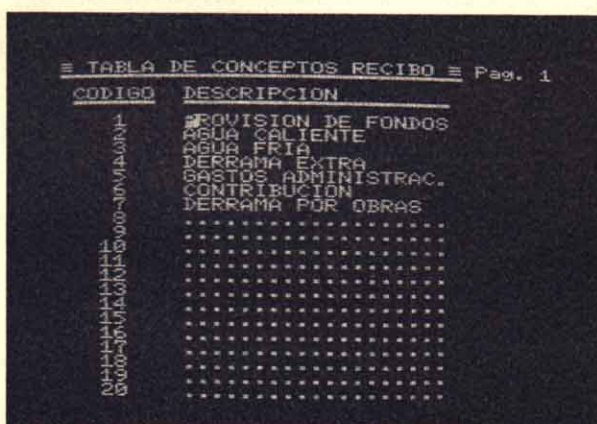 ≡ TABLA DE CONCEPTOS RECIBO ≡ Pag. 1
CODIGO DESCRIPCION
1 PROVISION DE FONDOS
2 AGUA CALIENTE
3 AGUA FRIA
4 DERRAMA EXTRA
5 GASTOS ADMINISTRAC.
6 CONTRIBUCION
7 DERRAMA POR OBRAS
8 ...................
9 ...................
10 ...................
11 ...................
12 ...................
13 ...................
14 ...................
15 ...................
16 ...................
17 ...................
18 ...................
19 ...................
20 ...................